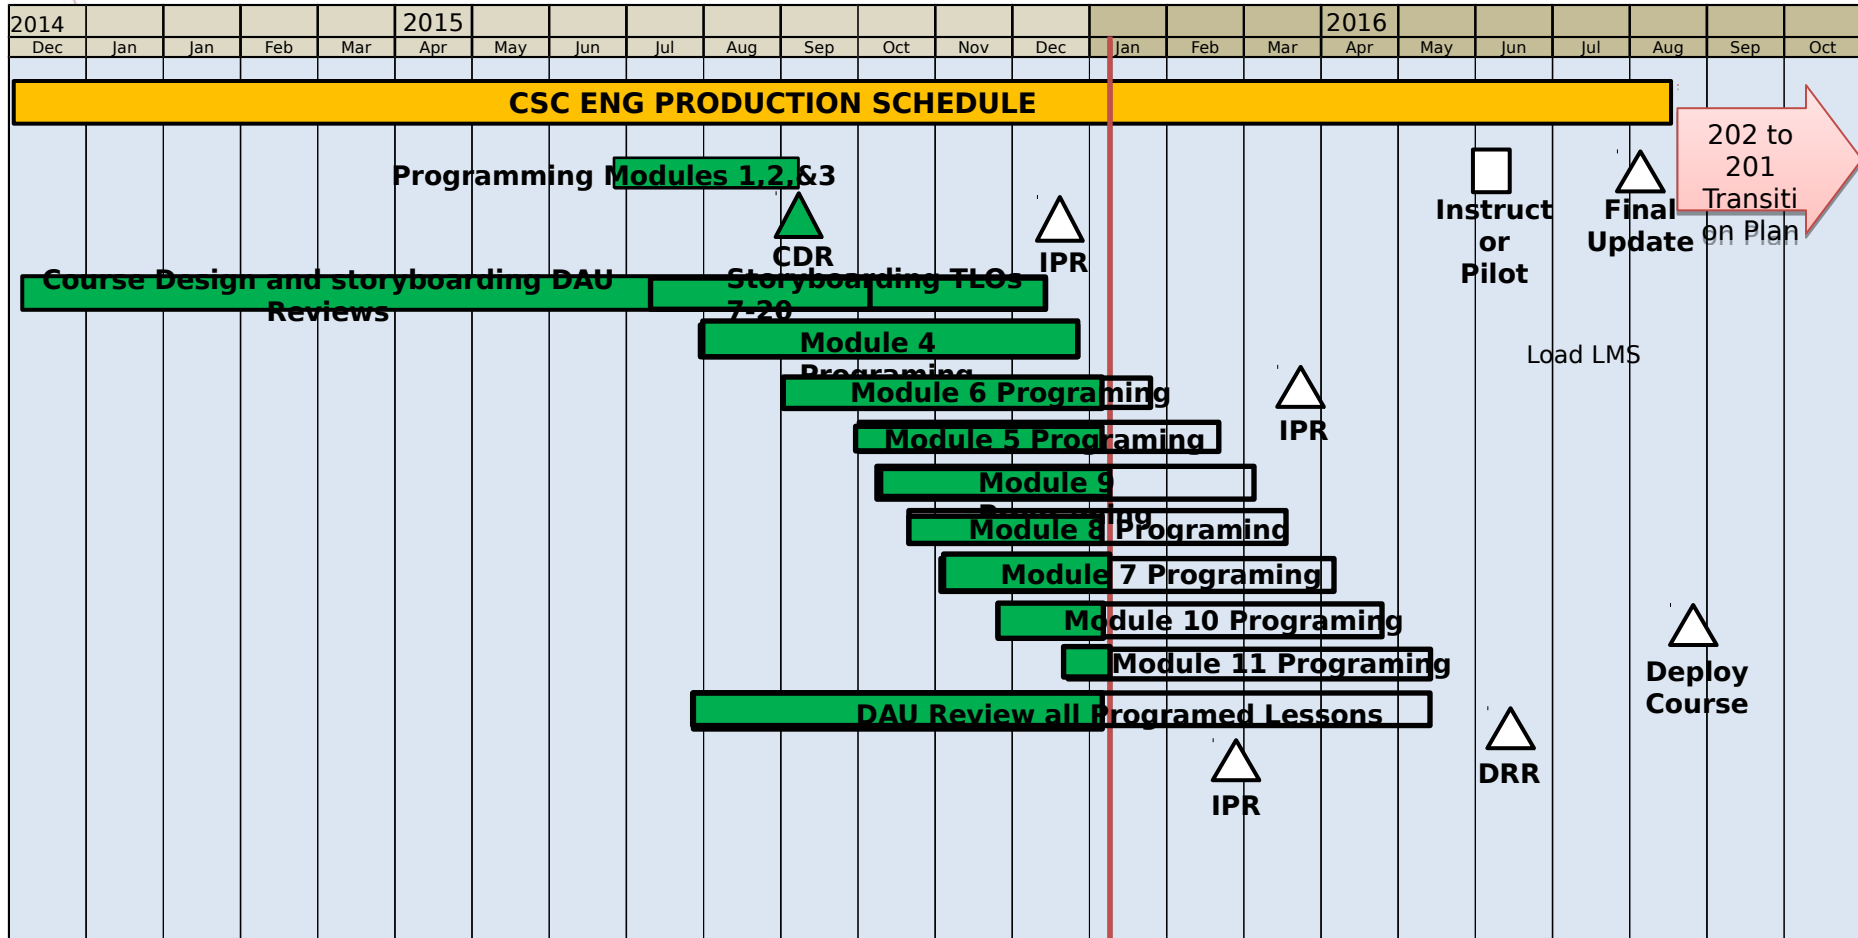 2014 2015 2016
Dec Jan Jan Feb Mar Apr May Jun Jul Aug Sep Oct Nov Dec Jan Feb Mar Apr May Jun Jul Aug Sep Oct
CSC ENG PRODUCTION SCHEDULE
202 to
201
Transiti
on Plan
Programming Modules 1,2,&3
CDR
IPR
Instruct
or
Pilot
Final
Update
Course Design and storyboarding DAU
Reviews
Storyboarding TLOs
7-20
Module 4
Programing
Load LMS
Module 6 Programing
IPR
Module 5 Programing
Module 9
Programing
Module 8 Programing
Module 7 Programing
Module 10 Programing
Module 11 Programing
Deploy
Course
DAU Review all Programed Lessons
DRR
IPR